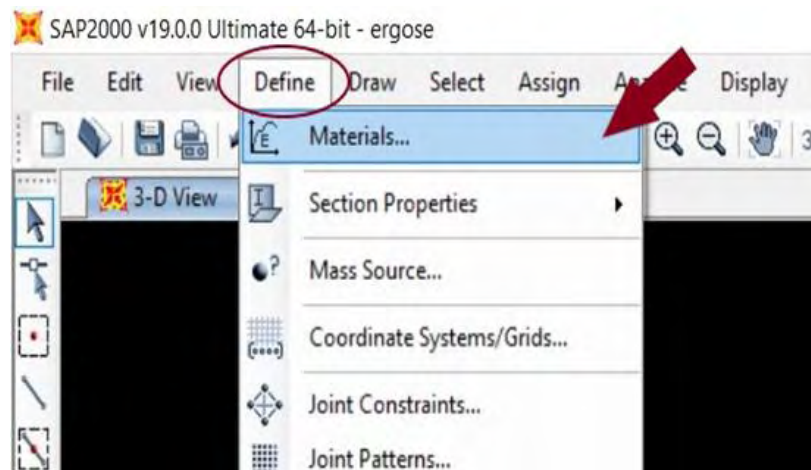 SAP2000 v19.0.0 Ultimate 64-bit - ergose
File Edit View Define Draw Select Assign Display
Materials...
3-D View
Section Properties
Mass Source...
Coordinate Systems/Grids...
Joint Constraints...
Joint Patterns...